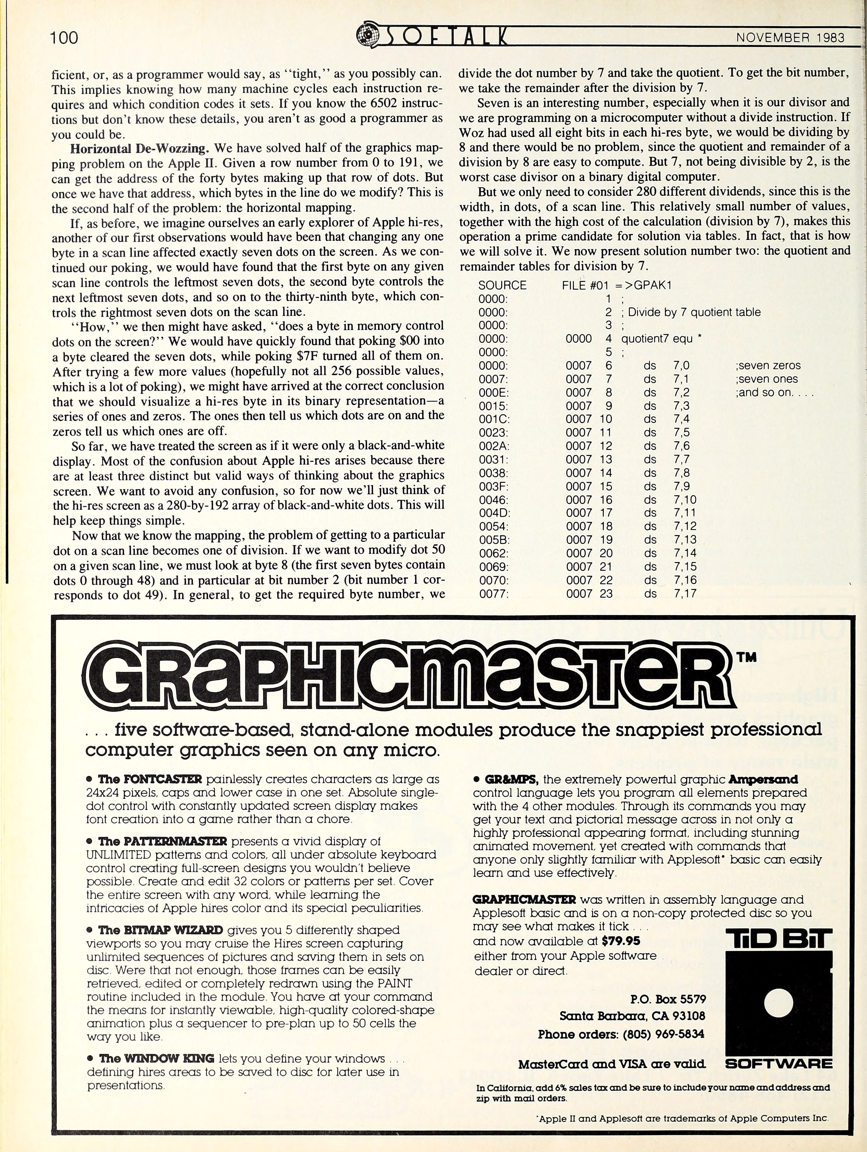 100
SOFTALK
NOVEMBER 1983
ficient, or, as a programmer would say, as "tight," as you possibly can.
This implies knowing how many machine cycles each instruction re-
quires and which condition codes it sets. If you know the 6502 instruc-
tions but don't know these details, you aren't as good a programmer as
you could be.
Horizontal De-Wozzing. We have solved half of the graphics map-
ping problem on the Apple II. Given a row number from 0 to 191, we
can get the address of the forty bytes making up that row of dots. But
once we have that address, which bytes in the line do we modify? This is
the second half of the problem: the horizontal mapping.
If, as before, we imagine ourselves an early explorer of Apple hi-res,
another of our first observations would have been that changing any one
byte in a scan line affected exactly seven dots on the screen. As we con-
tinued our poking, we would have found that the first byte on any given
scan line controls the leftmost seven dots, the second byte controls the
next leftmost seven dots, and so on to the thirty-ninth byte, which con-
trols the rightmost seven dots on the scan line.
"How," we then might have asked, "does a byte in memory control
dots on the screen?" We would have quickly found that poking $00 into
a byte cleared the seven dots, while poking $7F turned all of them on.
After trying a few more values (hopefully not all 256 possible values,
which is a lot of poking), we might have arrived at the correct conclusion
that we should visualize a hi-res byte in its binary representation—a
series of ones and zeros. The ones then tell us which dots are on and the
zeros tell us which ones are off.
So far, we have treated the screen as if it were only a black-and-white
display. Most of the confusion about Apple hi-res arises because there
are at least three distinct but valid ways of thinking about the graphics
screen. We want to avoid any confusion, so for now we'll just think of
the hi-res screen as a 280-by-192 array of black-and-white dots. This will
help keep things simple.
Now that we know the mapping, the problem of getting to a particular
dot on a scan line becomes one of division. If we want to modify dot 50
on a given scan line, we must look at byte 8 (the first seven bytes contain
dots 0 through 48) and in particular at bit number 2 (bit number 1 cor-
responds to dot 49). In general, to get the required byte number, we
divide the dot number by 7 and take the quotient. To get the bit number,
we take the remainder after the division by 7.
Seven is an interesting number, especially when it is our divisor and
we are programming on a microcomputer without a divide instruction. If
Woz had used all eight bits in each hi-res byte, we would be dividing by
8 and there would be no problem, since the quotient and remainder of a
division by 8 are easy to compute. But 7, not being divisible by 2, is the
worst case divisor on a binary digital computer.
But we only need to consider 280 different dividends, since this is the
width, in dots, of a scan line. This relatively small number of values,
together with the high cost of the calculation (division by 7), makes this
operation a prime candidate for solution via tables. In fact, that is how
we will solve it. We now present solution number two: the quotient and
remainder tables for division by 7.
SOURCE FILE #01 =>GPAK1
0000: 1 ;
0000: 2 ; Divide by 7 quotient table
0000: 3 ;
0000: 0000 4 quotient7 equ *
0000: 5 ;
0000: 0007 6 ds 7,0 ;seven zeros
0007: 0007 7 ds 7,1 ;seven ones
000E: 0007 8 ds 7,2 ;and so on. . . .
0015: 0007 9 ds 7,3
001C: 0007 10 ds 7,4
0023: 0007 11 ds 7,5
002A: 0007 12 ds 7,6
0031: 0007 13 ds 7,7
0038: 0007 14 ds 7,8
003F: 0007 15 ds 7,9
0046: 0007 16 ds 7,10
004D: 0007 17 ds 7,11
0054: 0007 18 ds 7,12
005B: 0007 19 ds 7,13
0062: 0007 20 ds 7,14
0069: 0007 21 ds 7,15
0070: 0007 22 ds 7,16
0077: 0007 23 ds 7,17
GRAPHICMASTER™
. . . five software-based, stand-alone modules produce the snappiest professional
computer graphics seen on any micro.
• The FONTCASTER painlessly creates characters as large as
24x24 pixels, caps and lower case in one set. Absolute single-
dot control with constantly updated screen display makes
font creation into a game rather than a chore.
• The PATTERNMASTER presents a vivid display of
UNLIMITED patterns and colors, all under absolute keyboard
control creating full-screen designs you wouldn't believe
possible. Create and edit 32 colors or patterns per set. Cover
the entire screen with any word, while learning the
intricacies of Apple hires color and its special peculiarities.
• The BITMAP WIZARD gives you 5 differently shaped
viewports so you may cruise the Hires screen capturing
unlimited sequences of pictures and saving them in sets on
disc. Were that not enough, those frames can be easily
retrieved, edited or completely redrawn using the PAINT
routine included in the module. You have at your command
the means for instantly viewable, high-quality colored-shape
animation plus a sequencer to pre-plan up to 50 cells the
way you like.
• The WINDOW KING lets you define your windows . . .
defining hires areas to be saved to disc for later use in
presentations.
• GR&MPS, the extremely powerful graphic Ampersand
control language lets you program all elements prepared
with the 4 other modules. Through its commands you may
get your text and pictorial message across in not only a
highly professional appearing format, including stunning
animated movement, yet created with commands that
anyone only slightly familiar with Applesoft* basic can easily
learn and use effectively.
GRAPHICMASTER was written in assembly language and
Applesoft basic and is on a non-copy protected disc so you
may see what makes it tick . . .
and now available at $79.95
either from your Apple software
dealer or direct.
P.O. Box 5579
Santa Barbara, CA 93108
Phone orders: (805) 969-5834
MasterCard and VISA are valid
TiD BiT
SOFTWARE
In California, add 6% sales tax and be sure to include your name and address and
zip with mail orders.
*Apple II and Applesoft are trademarks of Apple Computers Inc.